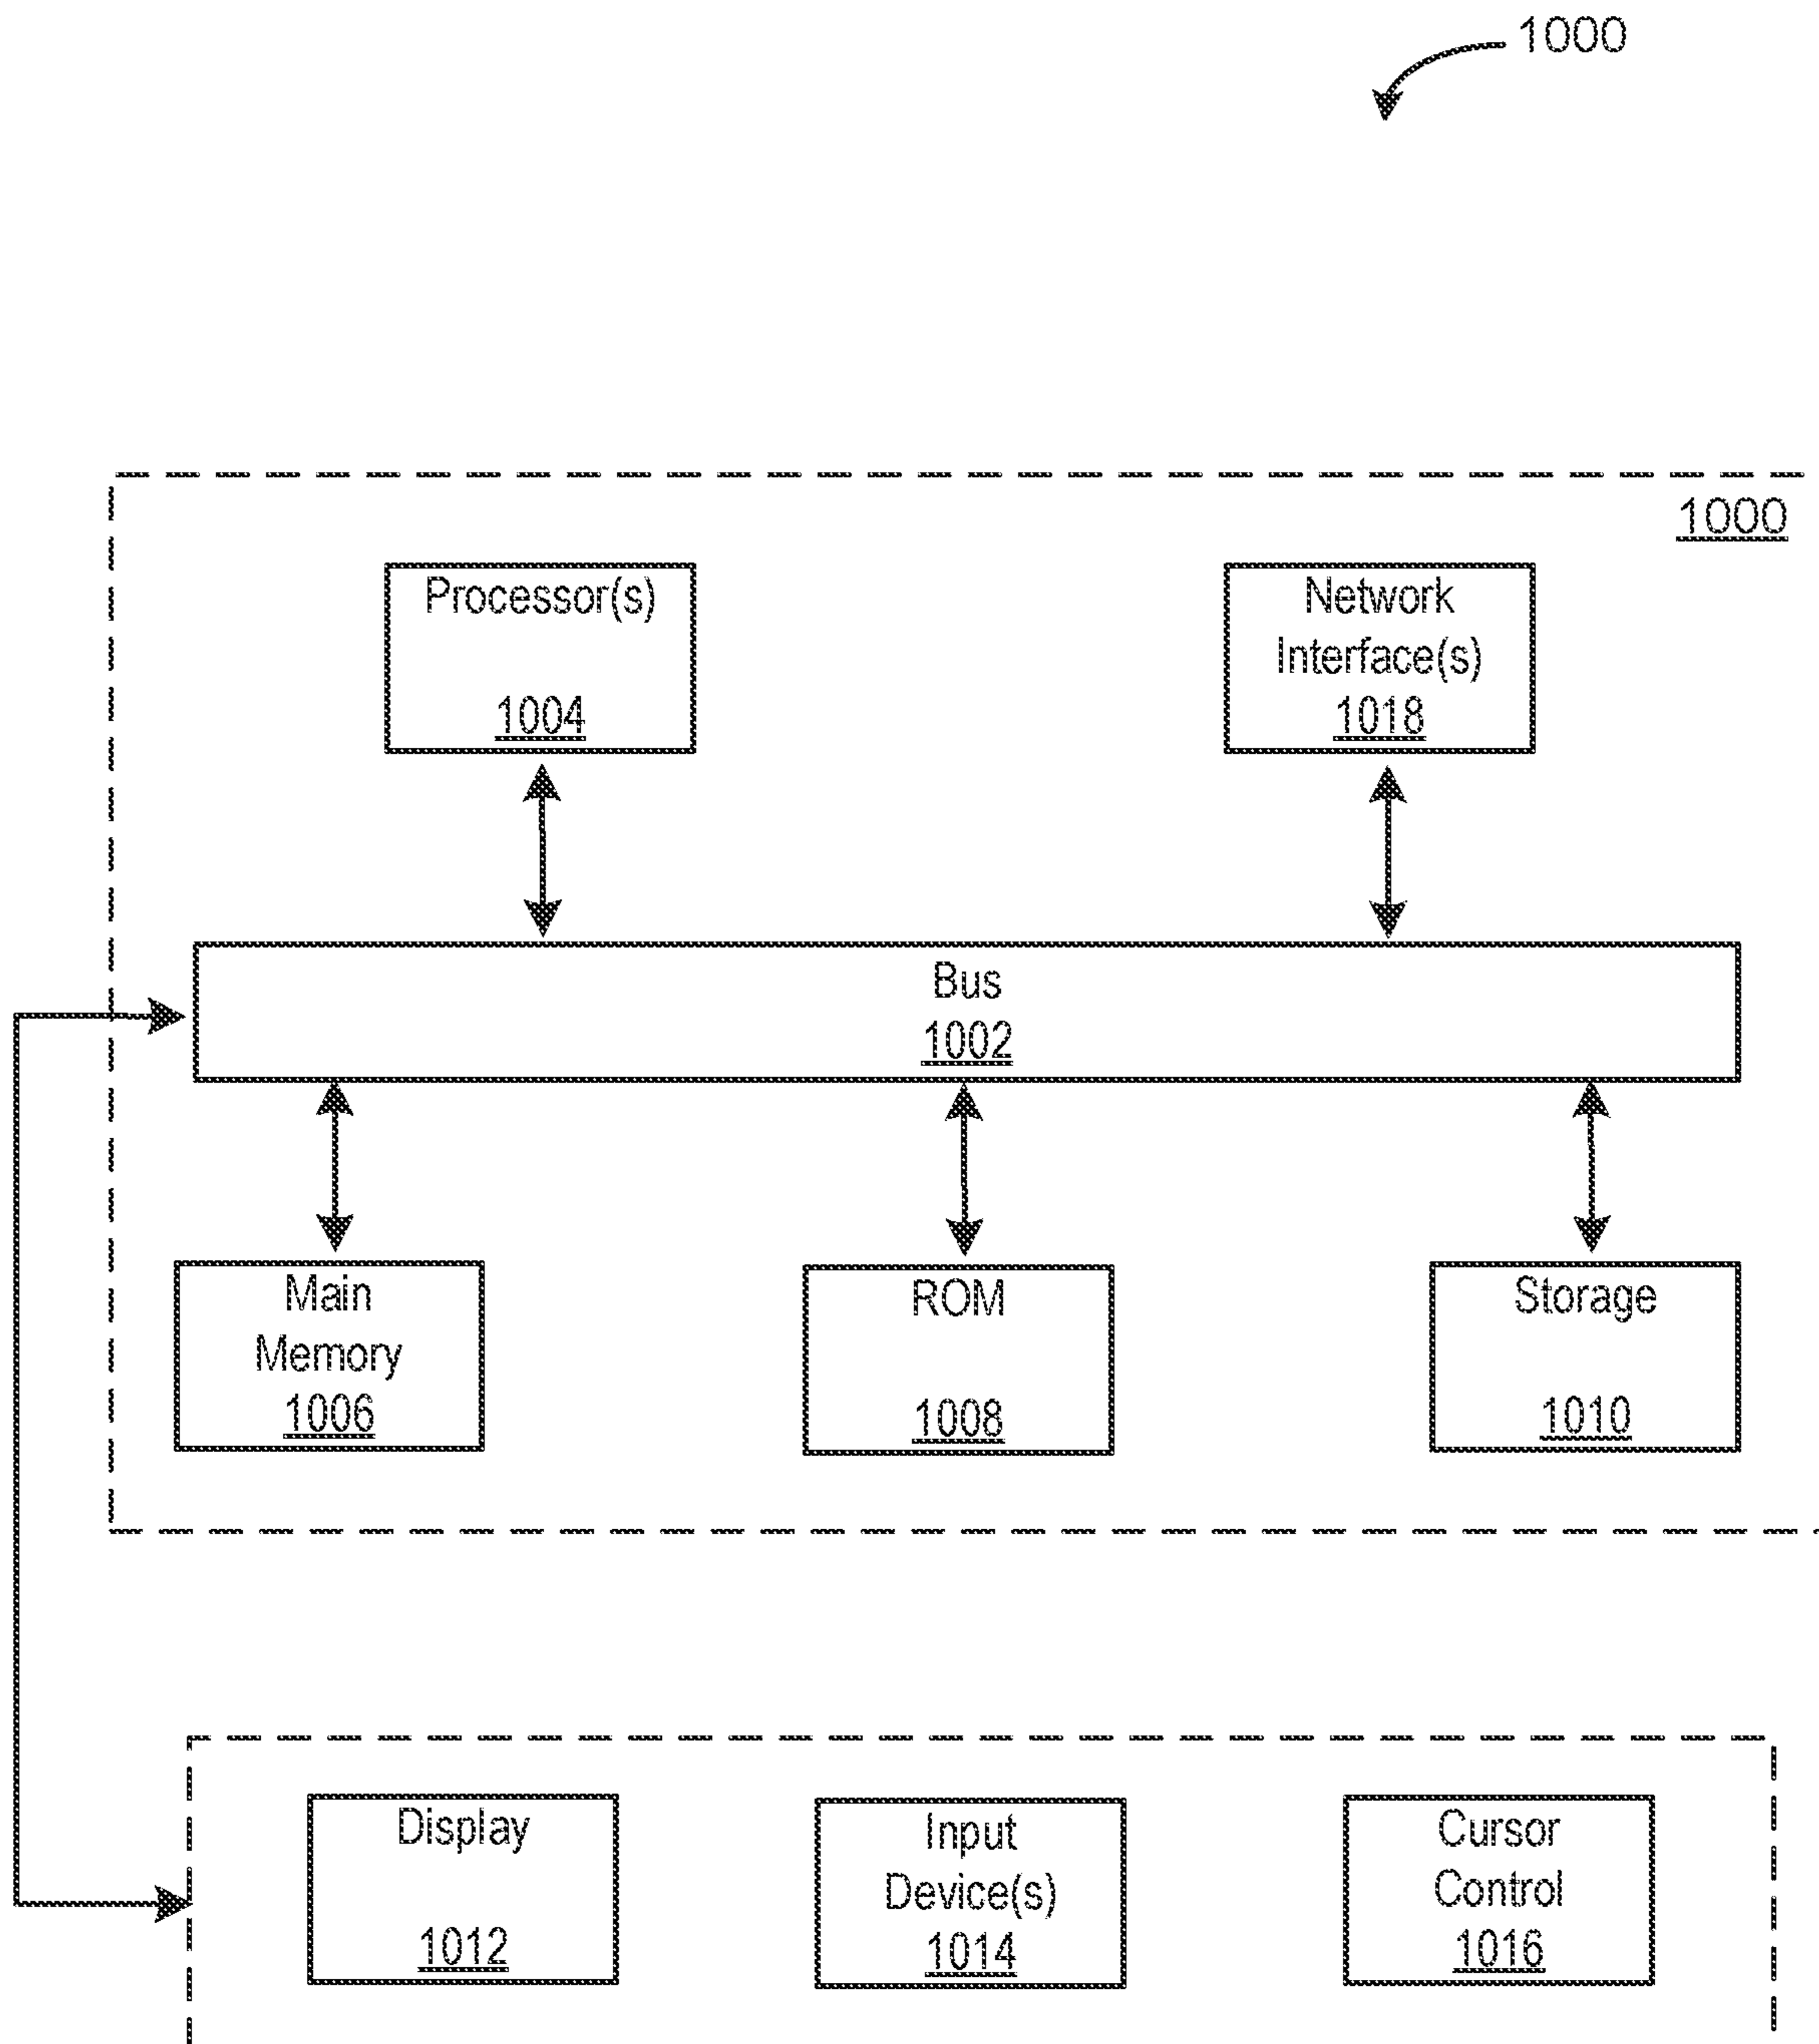 1000
1000
Processor(s)
1004
Network
Interface(s)
1018
Bus
1002
Main
Memory
1006
ROM
1008
Storage
1010
Display
1012
Input
Device(s)
1014
Cursor
Control
1016